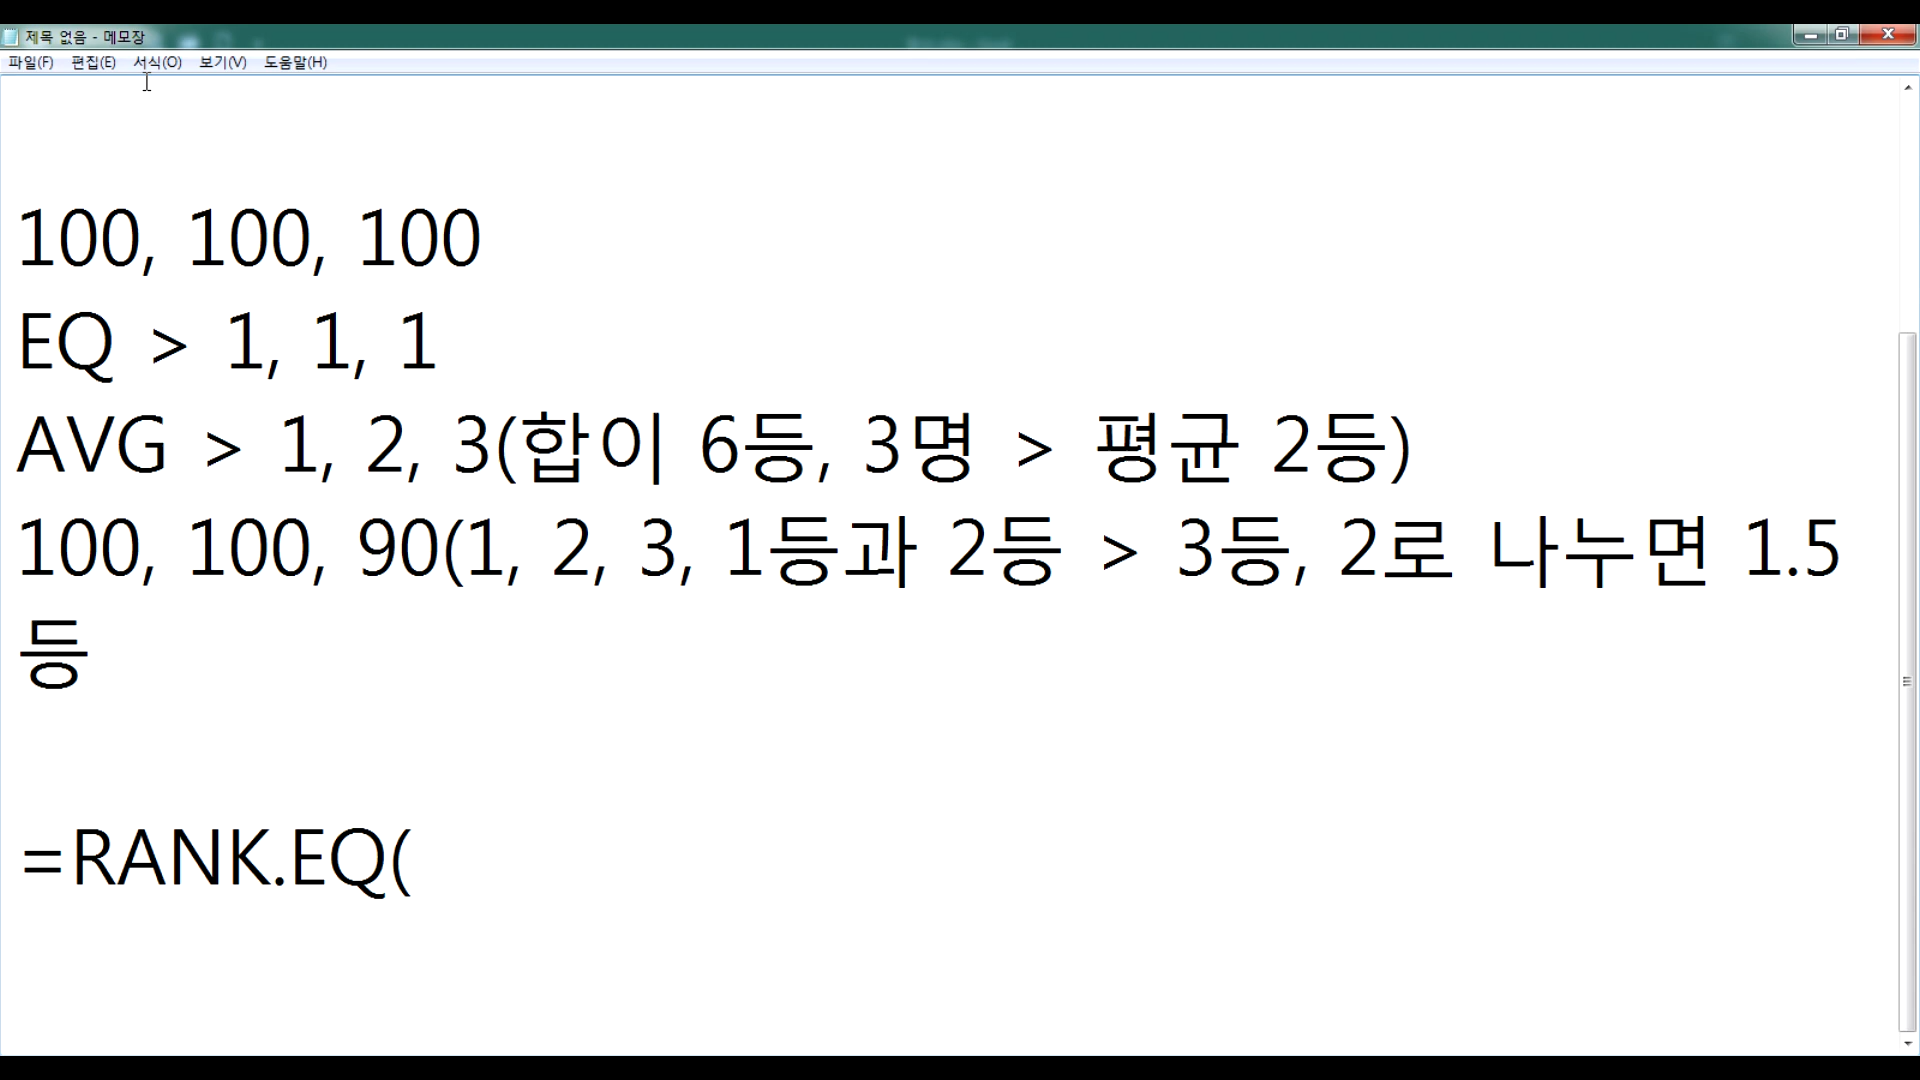 제목 없음 - 메모장
파일(F) 편집(E) 서식(O) 보기(V) 도움말(H)
100, 100, 100
EQ > 1, 1, 1
AVG > 1, 2, 3(합이 6등, 3명 > 평균 2등)
100, 100, 90(1, 2, 3, 1등과 2등 > 3등, 2로 나누면 1.5
등
=RANK.EQ(